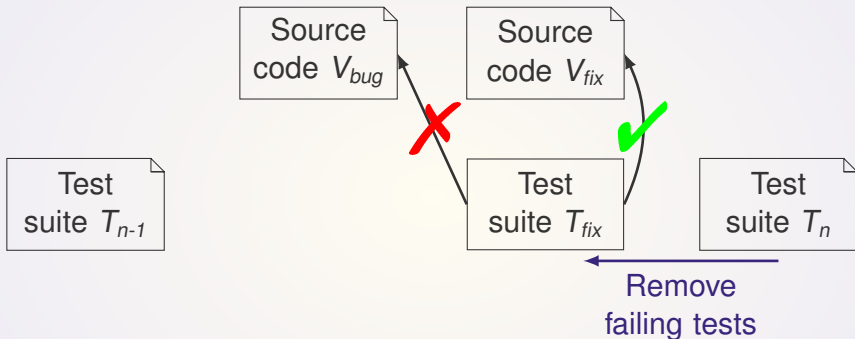 Source
code V_bug
Source
code V_fix
Test
suite T_n-1
Test
suite T_fix
Test
suite T_n
Remove
failing tests